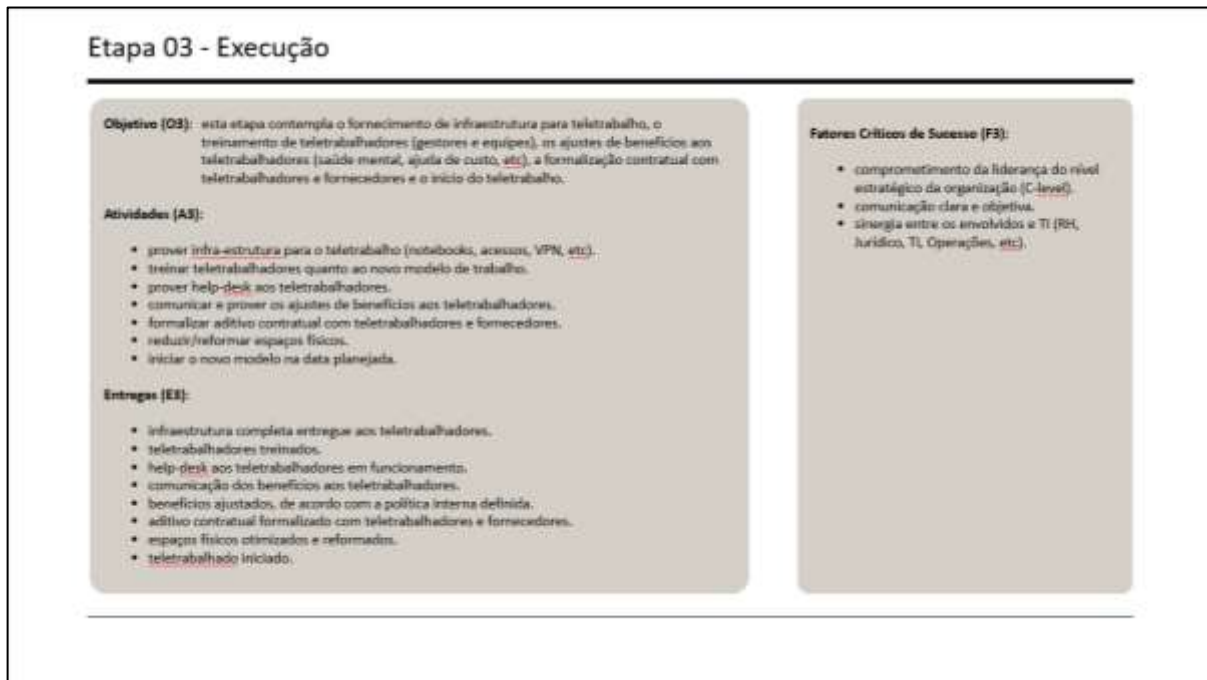 Etapa 03 - Execução
Objetivo (O3): esta etapa contempla o fornecimento de infraestrutura para teletrabalho, o
treinamento de teletrabalhadores (gestores e equipes), os ajustes de benefícios aos
teletrabalhadores (saúde mental, ajuda de custo, etc), a formalização contratual com
teletrabalhadores e fornecedores e o início do teletrabalho.
Atividades (A3):
• prover infra-estrutura para o teletrabalho (notebooks, acessos, VPN, etc).
• treinar teletrabalhadores quanto ao novo modelo de trabalho.
• prover help-desk aos teletrabalhadores.
• comunicar e prover os ajustes de benefícios aos teletrabalhadores.
• formalizar aditivo contratual com teletrabalhadores e fornecedores.
• reduzir/reformar espaços físicos.
• iniciar o novo modelo na data planejada.
Entregas (E3):
• infraestrutura completa entregue aos teletrabalhadores.
• teletrabalhadores treinados.
• help-desk aos teletrabalhadores em funcionamento.
• comunicação dos benefícios aos teletrabalhadores.
• benefícios ajustados, de acordo com a política interna definida.
• aditivo contratual formalizado com teletrabalhadores e fornecedores.
• espaços físicos otimizados e reformados.
• teletrabalhado iniciado.
Fatores Críticos de Sucesso (F3):
• comprometimento da liderança do nível
estratégico da organização (C-level).
• comunicação clara e objetiva.
• sinergia entre os envolvidos e TI (RH,
Jurídico, TI, Operações, etc).